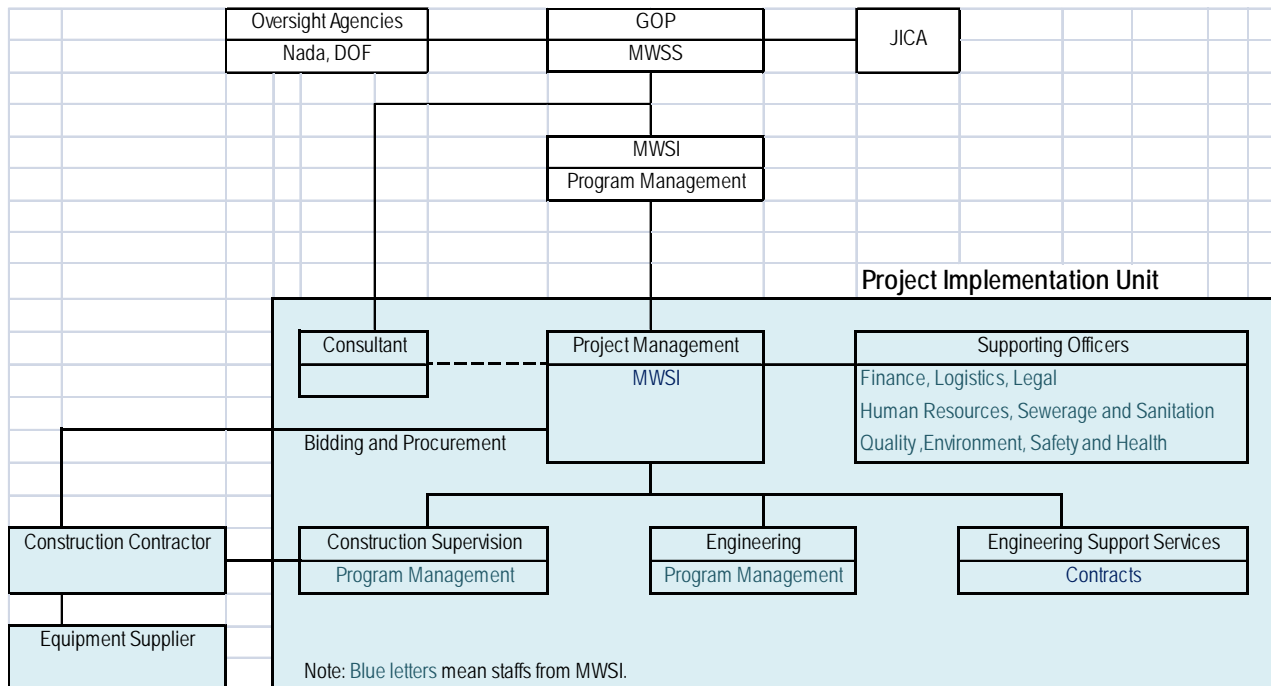 Oversight Agencies
Nada, DOF
GOP
MWSS
JICA
MWSI
Program Management
Project Implementation Unit
Consultant
Project Management
MWSI
Supporting Officers
Finance, Logistics, Legal
Human Resources, Sewerage and Sanitation
Quality ,Environment, Safety and Health
Bidding and Procurement
Construction Contractor
Construction Supervision
Program Management
Engineering
Program Management
Engineering Support Services
Contracts
Equipment Supplier
Note: Blue letters mean staffs from MWSI.